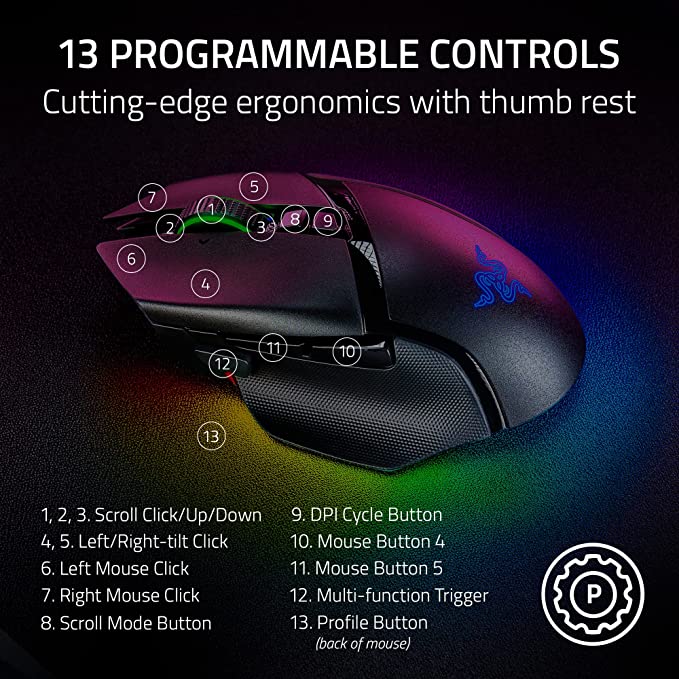 13 PROGRAMMABLE CONTROLS
Cutting-edge ergonomics with thumb rest
7
5
1
2
3
8
9
6
4
11
10
12
13
1, 2, 3. Scroll Click/Up/Down
4, 5. Left/Right-tilt Click
6. Left Mouse Click
7. Right Mouse Click
8. Scroll Mode Button
9. DPI Cycle Button
10. Mouse Button 4
11. Mouse Button 5
12. Multi-function Trigger
13. Profile Button
(back of mouse)
P